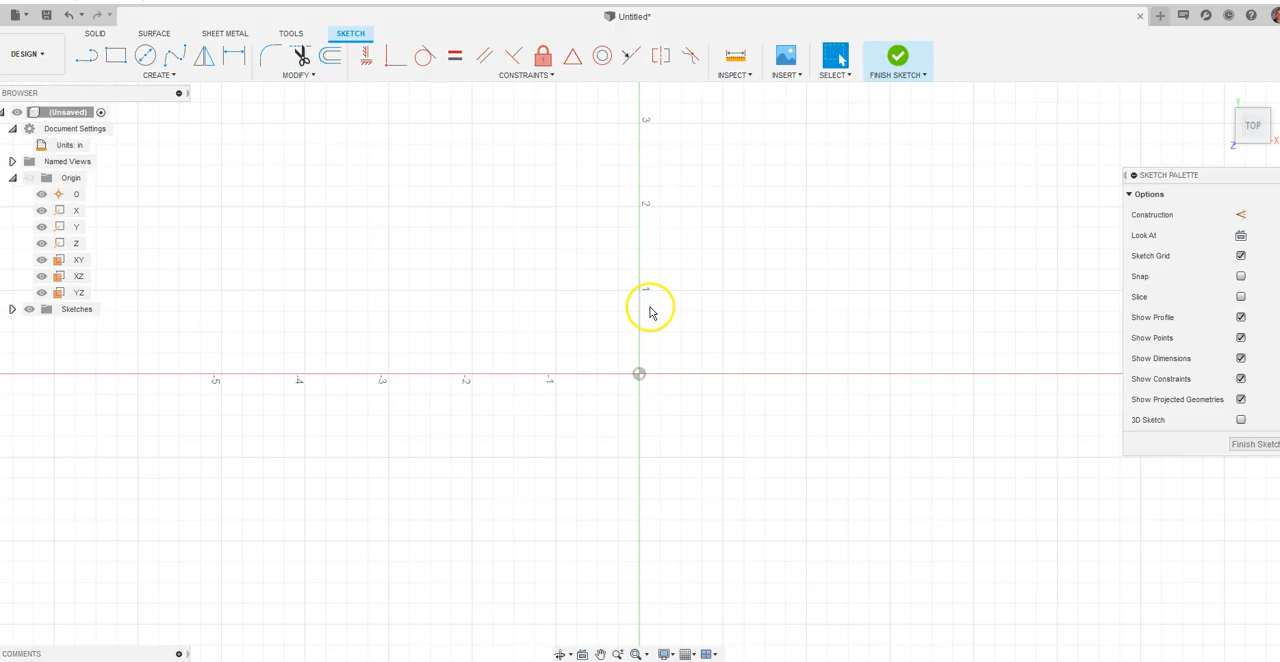 Untitled*
SOLID
SURFACE
SHEET METAL
TOOLS
SKETCH
DESIGN ▾
CREATE ▾
MODIFY ▾
CONSTRAINTS ▾
INSPECT ▾
INSERT ▾
SELECT ▾
FINISH SKETCH ▾
BROWSER
(Unsaved)
Document Settings
Units: in
Named Views
Origin
O
X
Y
Z
XY
XZ
YZ
Sketches
3
2
1
-5
-4
-3
-2
-1
Y
TOP
Z
X
SKETCH PALETTE
Options
Construction
Look At
Sketch Grid
Snap
Slice
Show Profile
Show Points
Show Dimensions
Show Constraints
Show Projected Geometries
3D Sketch
Finish Sketch
COMMENTS